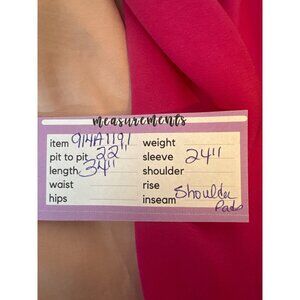 measurements
item 914A1191 weight
pit to pit 22" sleeve 24"
length 34" shoulder
waist rise Shoulder
hips inseam Pads